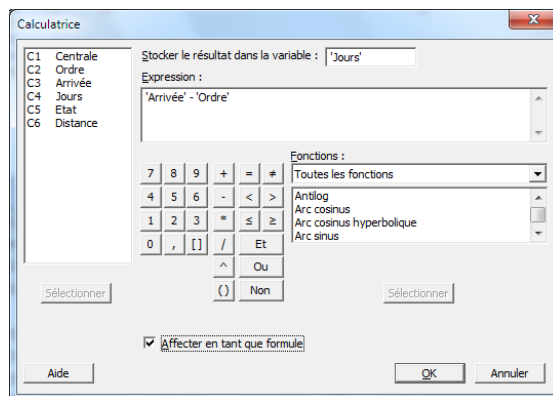 Calculatrice
C1 Centrale
C2 Ordre
C3 Arrivée
C4 Jours
C5 Etat
C6 Distance
Stocker le résultat dans la variable : 'Jours'
Expression :
'Arrivée' - 'Ordre'
Fonctions :
7 8 9 + = ≠ Toutes les fonctions
4 5 6 - < > Antilog
Arc cosinus
1 2 3 * ≤ ≥ Arc cosinus hyperbolique
0 , [] / Et Arc sinus
^ Ou
Sélectionner () Non Sélectionner
Affecter en tant que formule
Aide OK Annuler